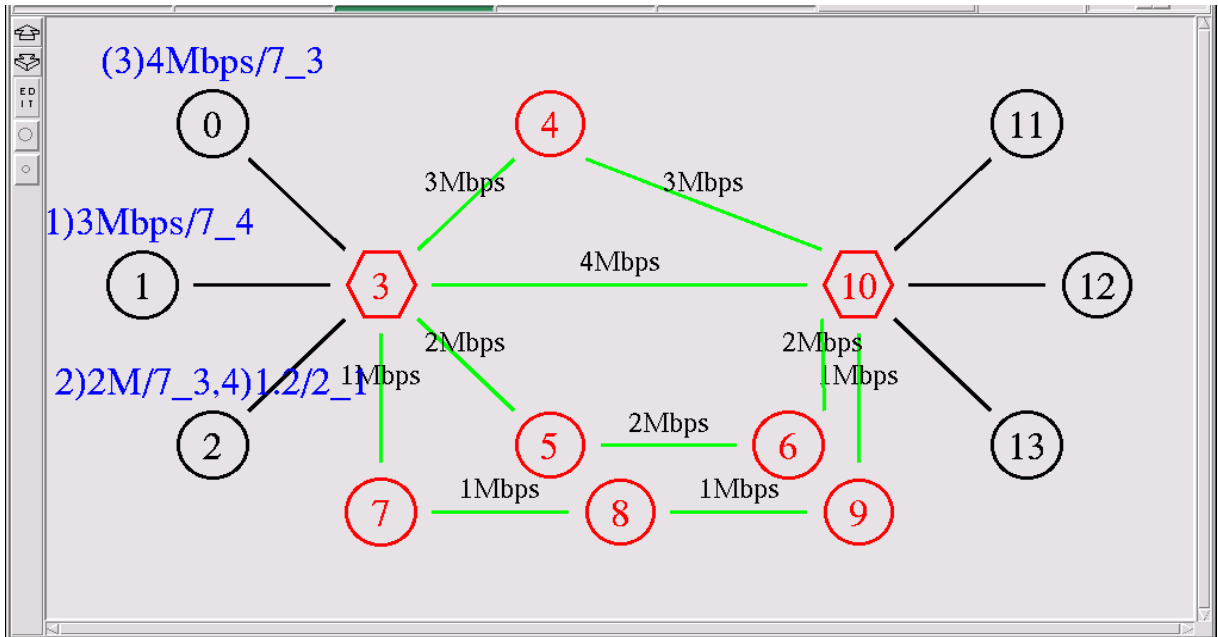 (3)4Mbps/7_3
ED
IT
0
4
11
3Mbps
3Mbps
1)3Mbps/7_4
4Mbps
1
3
10
12
2Mbps
2Mbps
2)2M/7_3,4)1.2/2_1
1Mbps
1Mbps
2Mbps
2
5
6
13
1Mbps
1Mbps
7
8
9